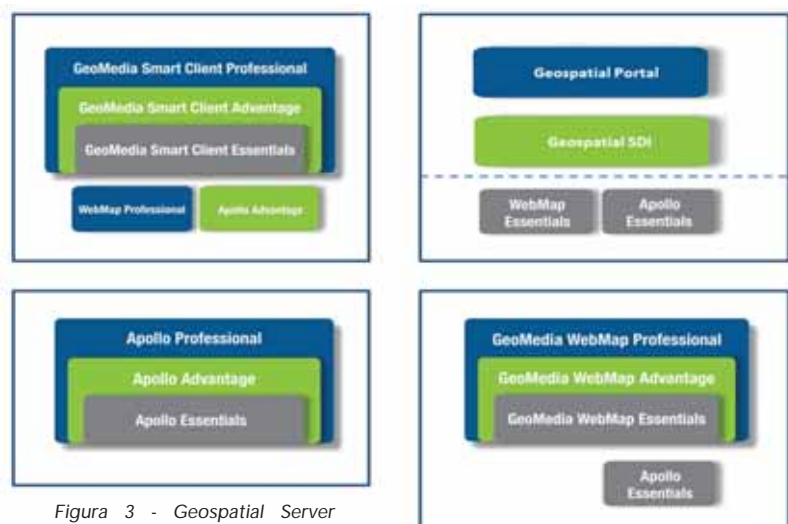 GeoMedia Smart Client Professional
GeoMedia Smart Client Advantage
GeoMedia Smart Client Essentials
WebMap Professional
Apollo Advantage
Geospatial Portal
Geospatial SDI
WebMap
Essentials
Apollo
Essentials
Apollo Professional
Apollo Advantage
Apollo Essentials
GeoMedia WebMap Professional
GeoMedia WebMap Advantage
GeoMedia WebMap Essentials
Apollo
Essentials
Figura 3 - Geospatial Server